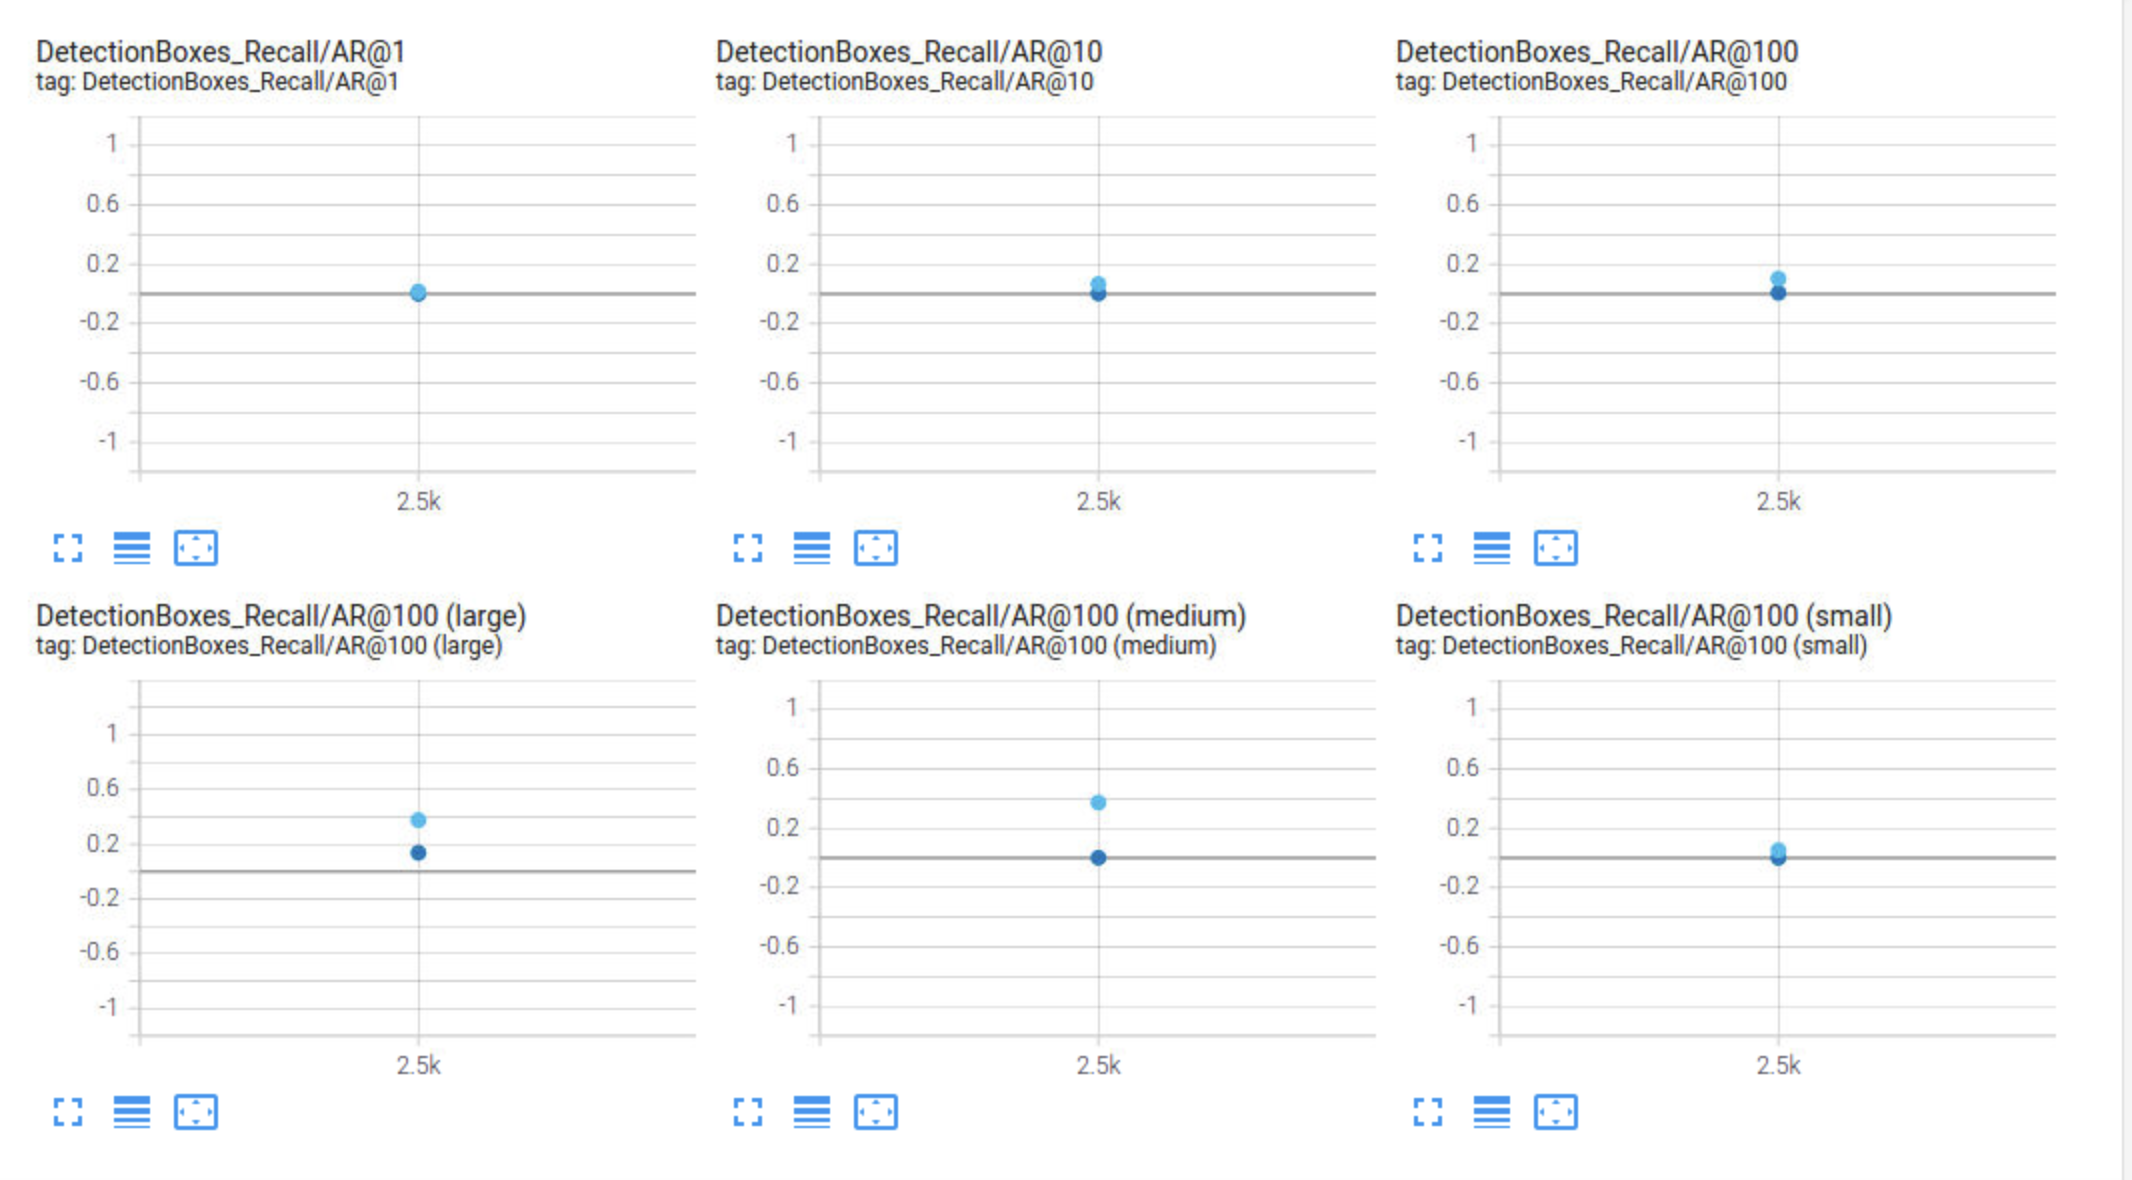 DetectionBoxes_Recall/AR@1
tag: DetectionBoxes_Recall/AR@1
1
0.6
0.2
-0.2
-0.6
-1
2.5k
DetectionBoxes_Recall/AR@10
tag: DetectionBoxes_Recall/AR@10
1
0.6
0.2
-0.2
-0.6
-1
2.5k
DetectionBoxes_Recall/AR@100
tag: DetectionBoxes_Recall/AR@100
1
0.6
0.2
-0.2
-0.6
-1
2.5k
DetectionBoxes_Recall/AR@100 (large)
tag: DetectionBoxes_Recall/AR@100 (large)
1
0.6
0.2
-0.2
-0.6
-1
2.5k
DetectionBoxes_Recall/AR@100 (medium)
tag: DetectionBoxes_Recall/AR@100 (medium)
1
0.6
0.2
-0.2
-0.6
-1
2.5k
DetectionBoxes_Recall/AR@100 (small)
tag: DetectionBoxes_Recall/AR@100 (small)
1
0.6
0.2
-0.2
-0.6
-1
2.5k